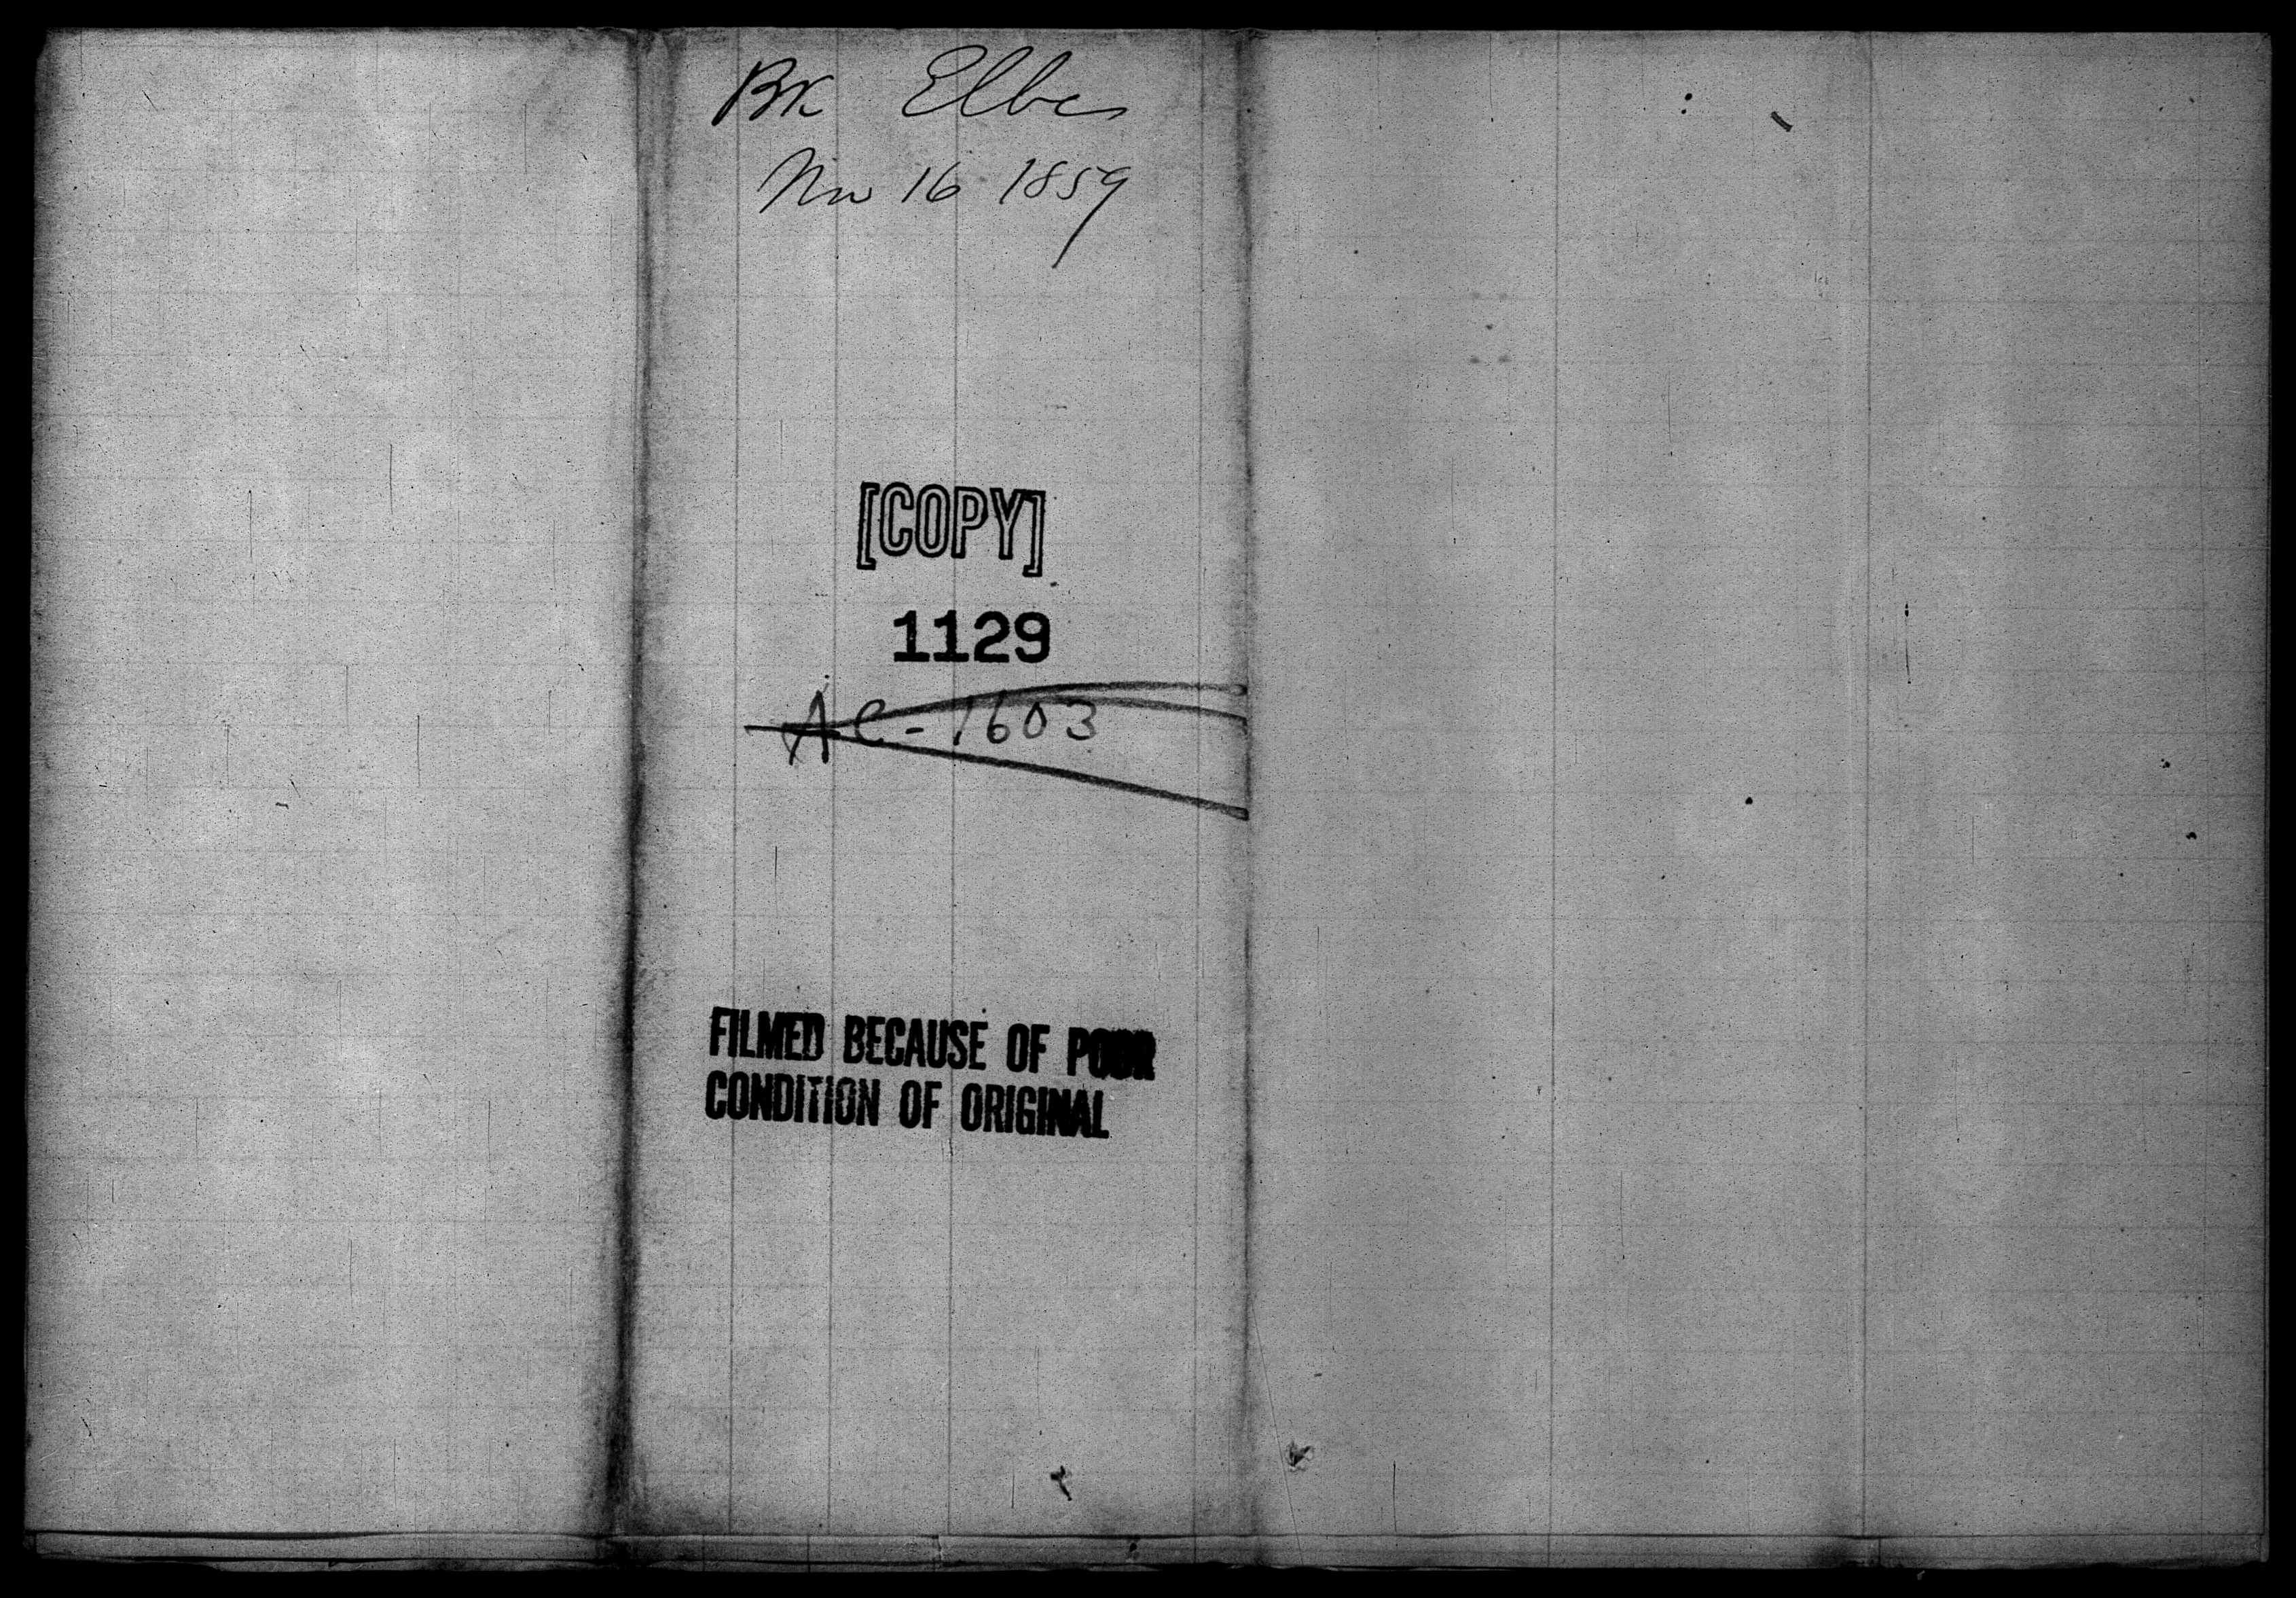 Bk Elbe
Nov 16 1859
[COPY]
1129
AC-1603
FILMED BECAUSE OF POOR
CONDITION OF ORIGINAL